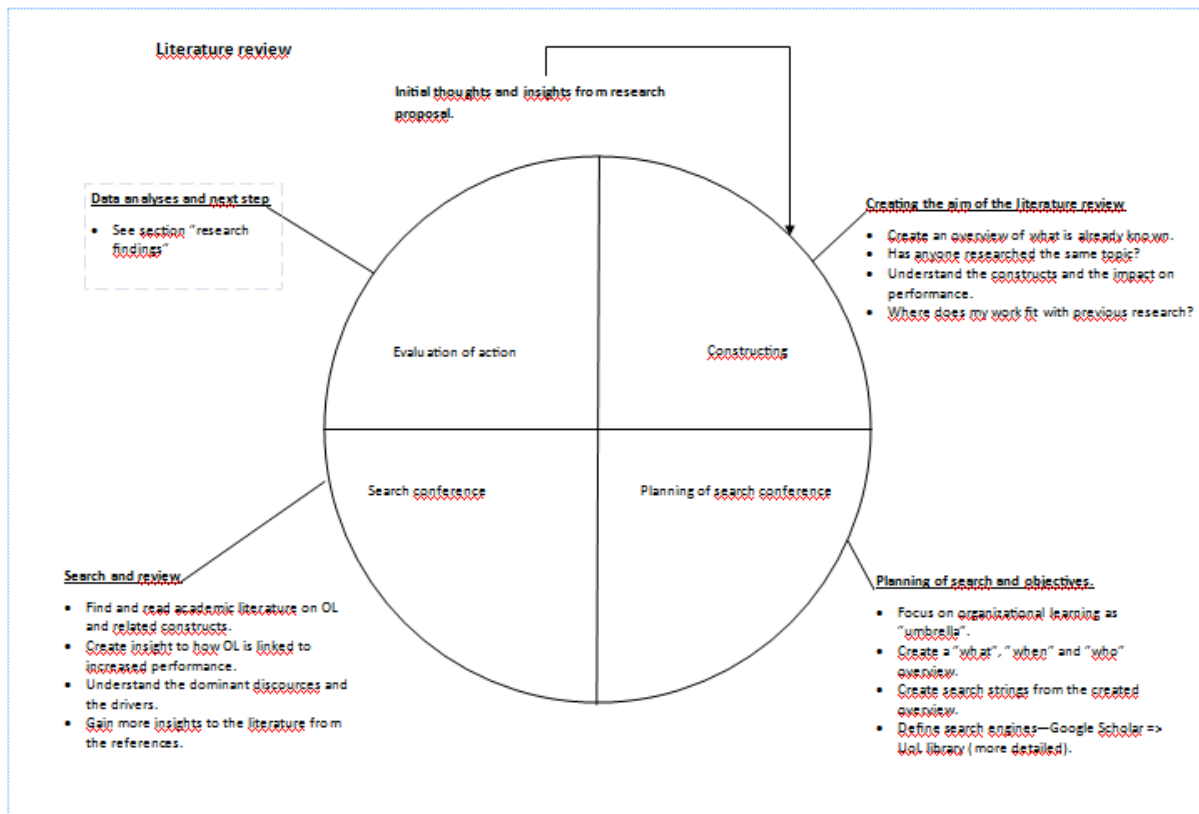 Literature review
Initial thoughts and insights from research
proposal.
Data analyses and next step
• See section "research
findings"
Creating the aim of the literature review
• Create an overview of what is already known.
• Has anyone researched the same topic?
• Understand the constructs and the impact on
performance.
• Where does my work fit with previous research?
Evaluation of action
Constructing
Search conference
Planning of search conference
Search and review
• Find and read academic literature on OL
and related constructs.
• Create insight to how OL is linked to
increased performance.
• Understand the dominant discources and
the drivers.
• Gain more insights to the literature from
the references.
Planning of search and objectives.
• Focus on organizational learning as
"umbrella".
• Create a "what", "when" and "who"
overview.
• Create search strings from the created
overview.
• Define search engines—Google Scholar =>
UoL library (more detailed).